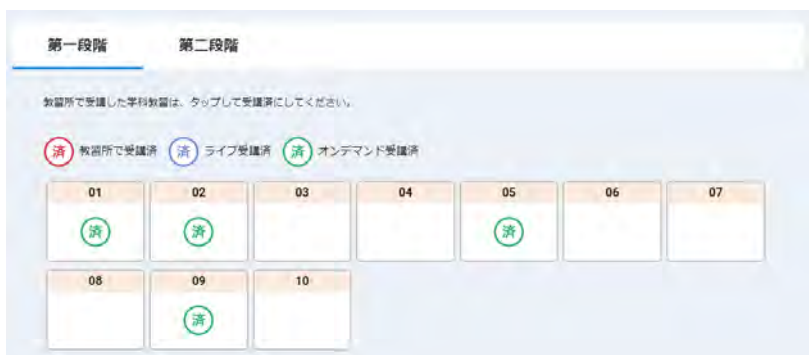 第一段階 第二段階
教習所で受講した学科教習は、タップして受講済にしてください。
済 教習所で受講済 済 ライブ受講済 済 オンデマンド受講済
01 02 03 04 05 06 07
済 済 済
08 09 10
済